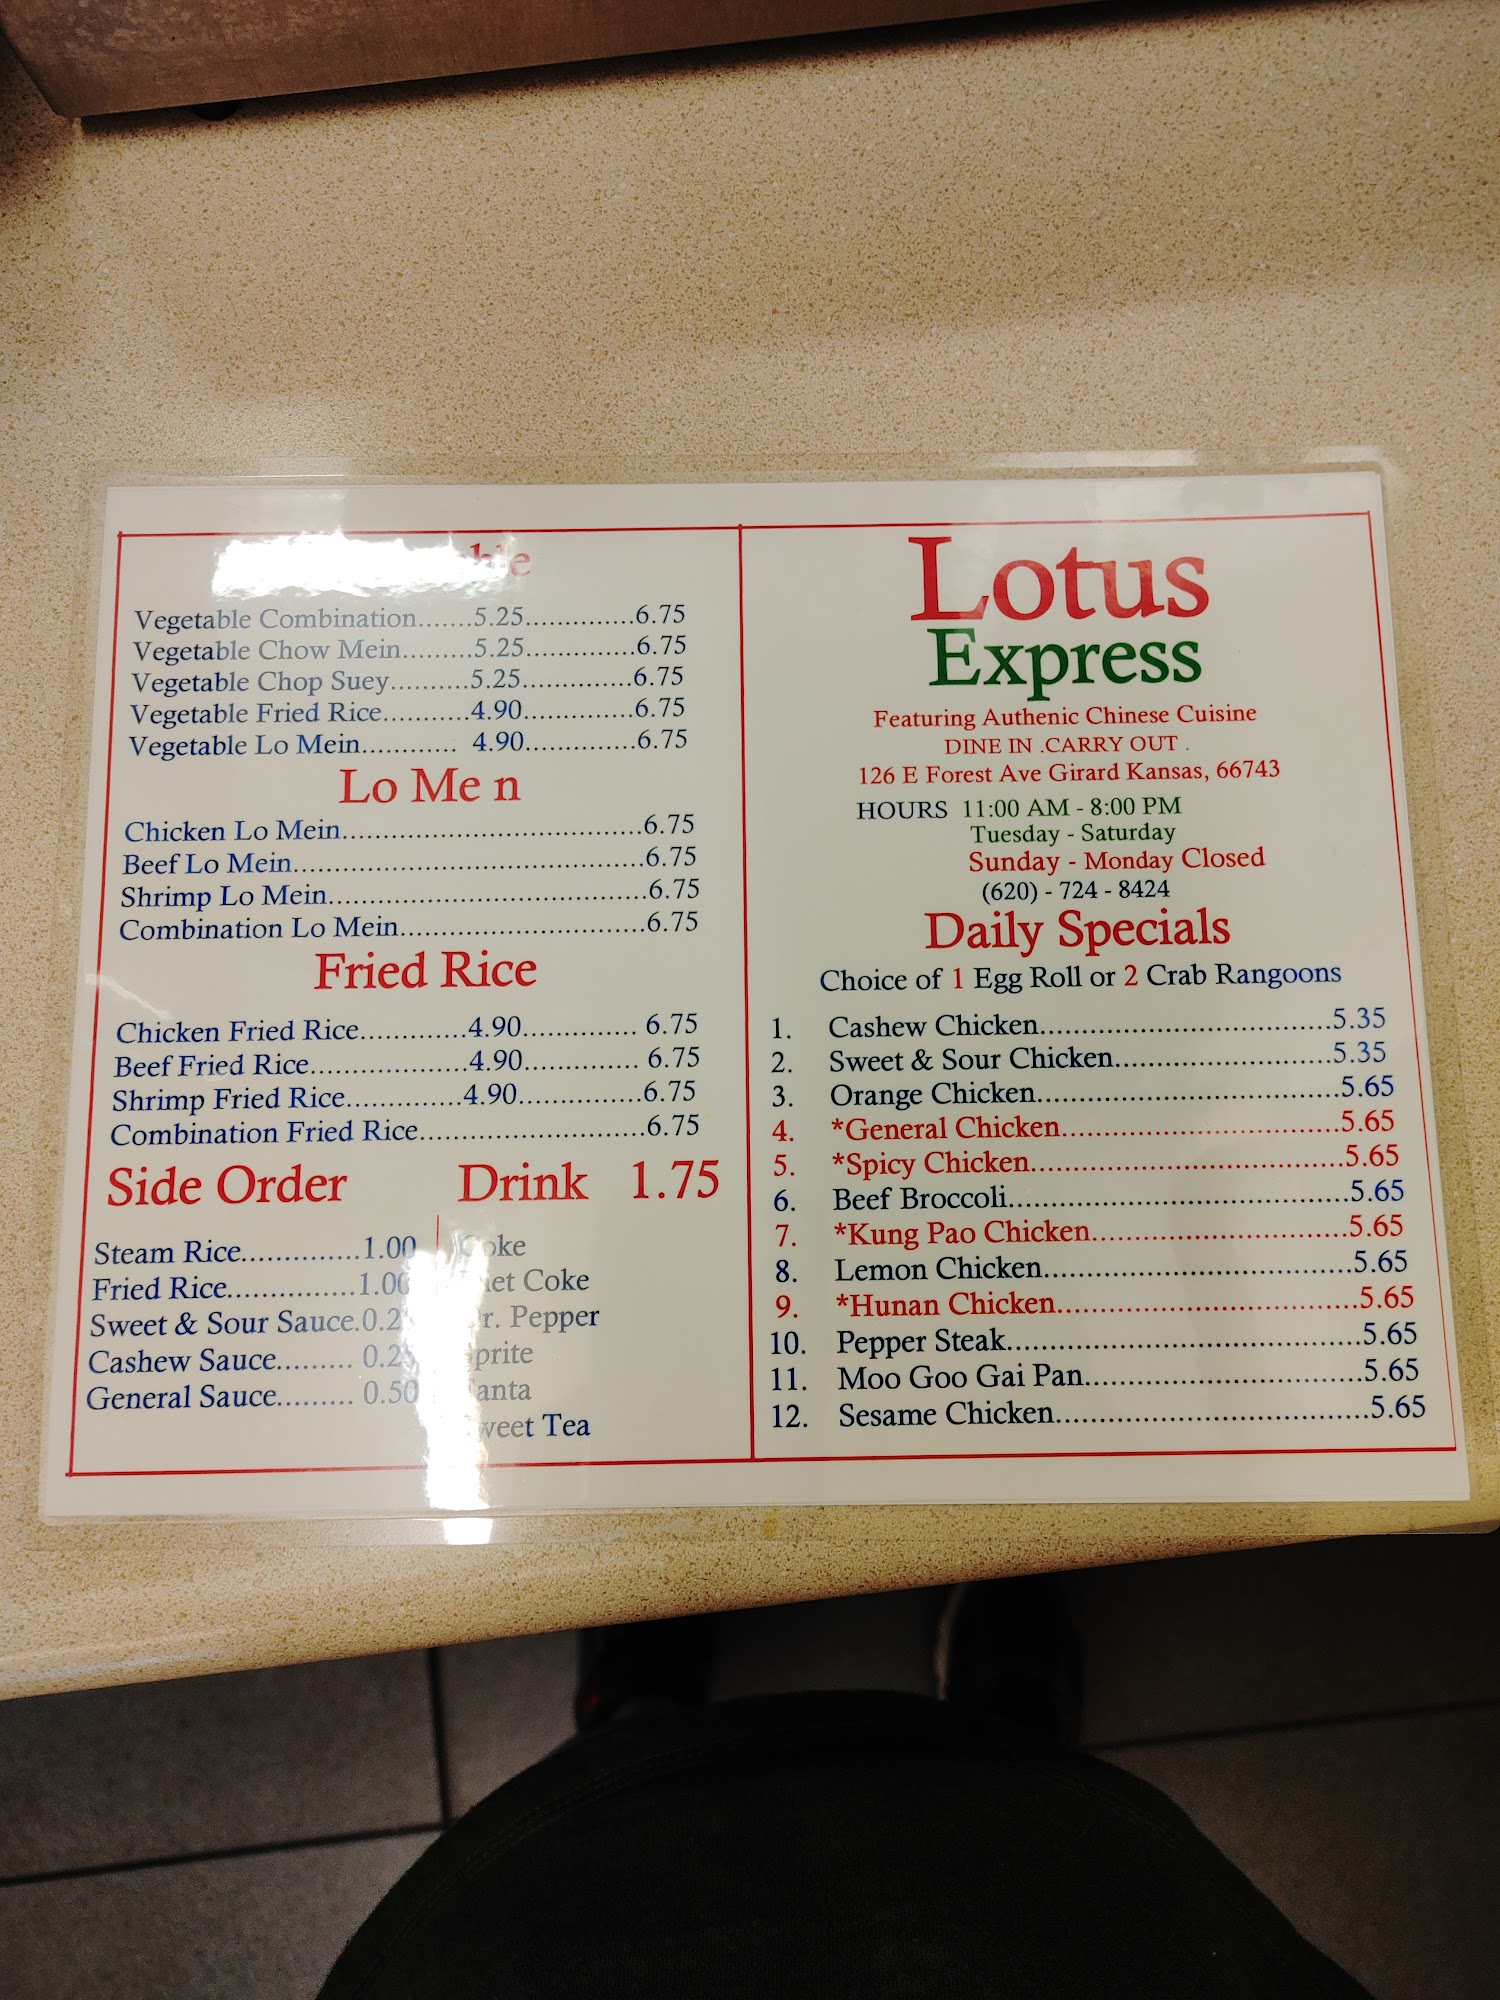 Vegetable Combination.......5.25..............6.75
Vegetable Chow Mein.........5.25..............6.75
Vegetable Chop Suey..........5.25..............6.75
Vegetable Fried Rice...........4.90..............6.75
Vegetable Lo Mein............ 4.90..............6.75
Lo Me n
Chicken Lo Mein.......................................6.75
Beef Lo Mein.............................................6.75
Shrimp Lo Mein.........................................6.75
Combination Lo Mein................................6.75
Fried Rice
Chicken Fried Rice..............4.90............... 6.75
Beef Fried Rice....................4.90............... 6.75
Shrimp Fried Rice...............4.90................6.75
Combination Fried Rice.............................6.75
Side Order
Steam Rice..............1.00
Fried Rice...............1.00
Sweet & Sour Sauce.
Cashew Sauce.........
General Sauce......... 0.50
Drink 1.75
Coke
Diet Coke
Dr. Pepper
Sprite
Fanta
Sweet Tea
Lotus
Express
Featuring Authenic Chinese Cuisine
DINE IN .CARRY OUT .
126 E Forest Ave Girard Kansas, 66743
HOURS 11:00 AM - 8:00 PM
Tuesday - Saturday
Sunday - Monday Closed
(620) - 724 - 8424
Daily Specials
Choice of 1 Egg Roll or 2 Crab Rangoons
1. Cashew Chicken.....................................5.35
2. Sweet & Sour Chicken...........................5.35
3. Orange Chicken......................................5.65
4. *General Chicken...................................5.65
5. *Spicy Chicken.......................................5.65
6. Beef Broccoli...........................................5.65
7. *Kung Pao Chicken................................5.65
8. Lemon Chicken.......................................5.65
9. *Hunan Chicken.....................................5.65
10. Pepper Steak............................................5.65
11. Moo Goo Gai Pan...................................5.65
12. Sesame Chicken.......................................5.65